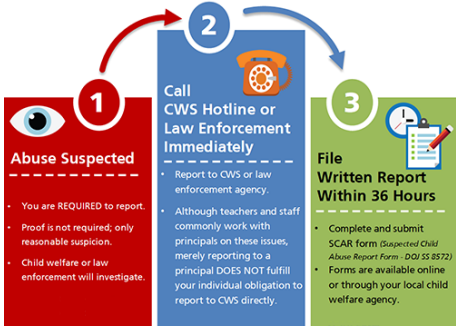 1
Abuse Suspected
• You are REQUIRED to report.
• Proof is not required; only
reasonable suspicion.
• Child welfare or law
enforcement will investigate.
2
Call
CWS Hotline or
Law Enforcement
Immediately
• Report to CWS or law
enforcement agency.
• Although teachers and staff
commonly work with
principals on these issues,
merely reporting to a
principal DOES NOT fulfill
your individual obligation to
report to CWS directly.
3
File
Written Report
Within 36 Hours
• Complete and submit
SCAR form (Suspected Child
Abuse Report Form - DOJ SS 8572)
• Forms are available online
or through your local child
welfare agency.